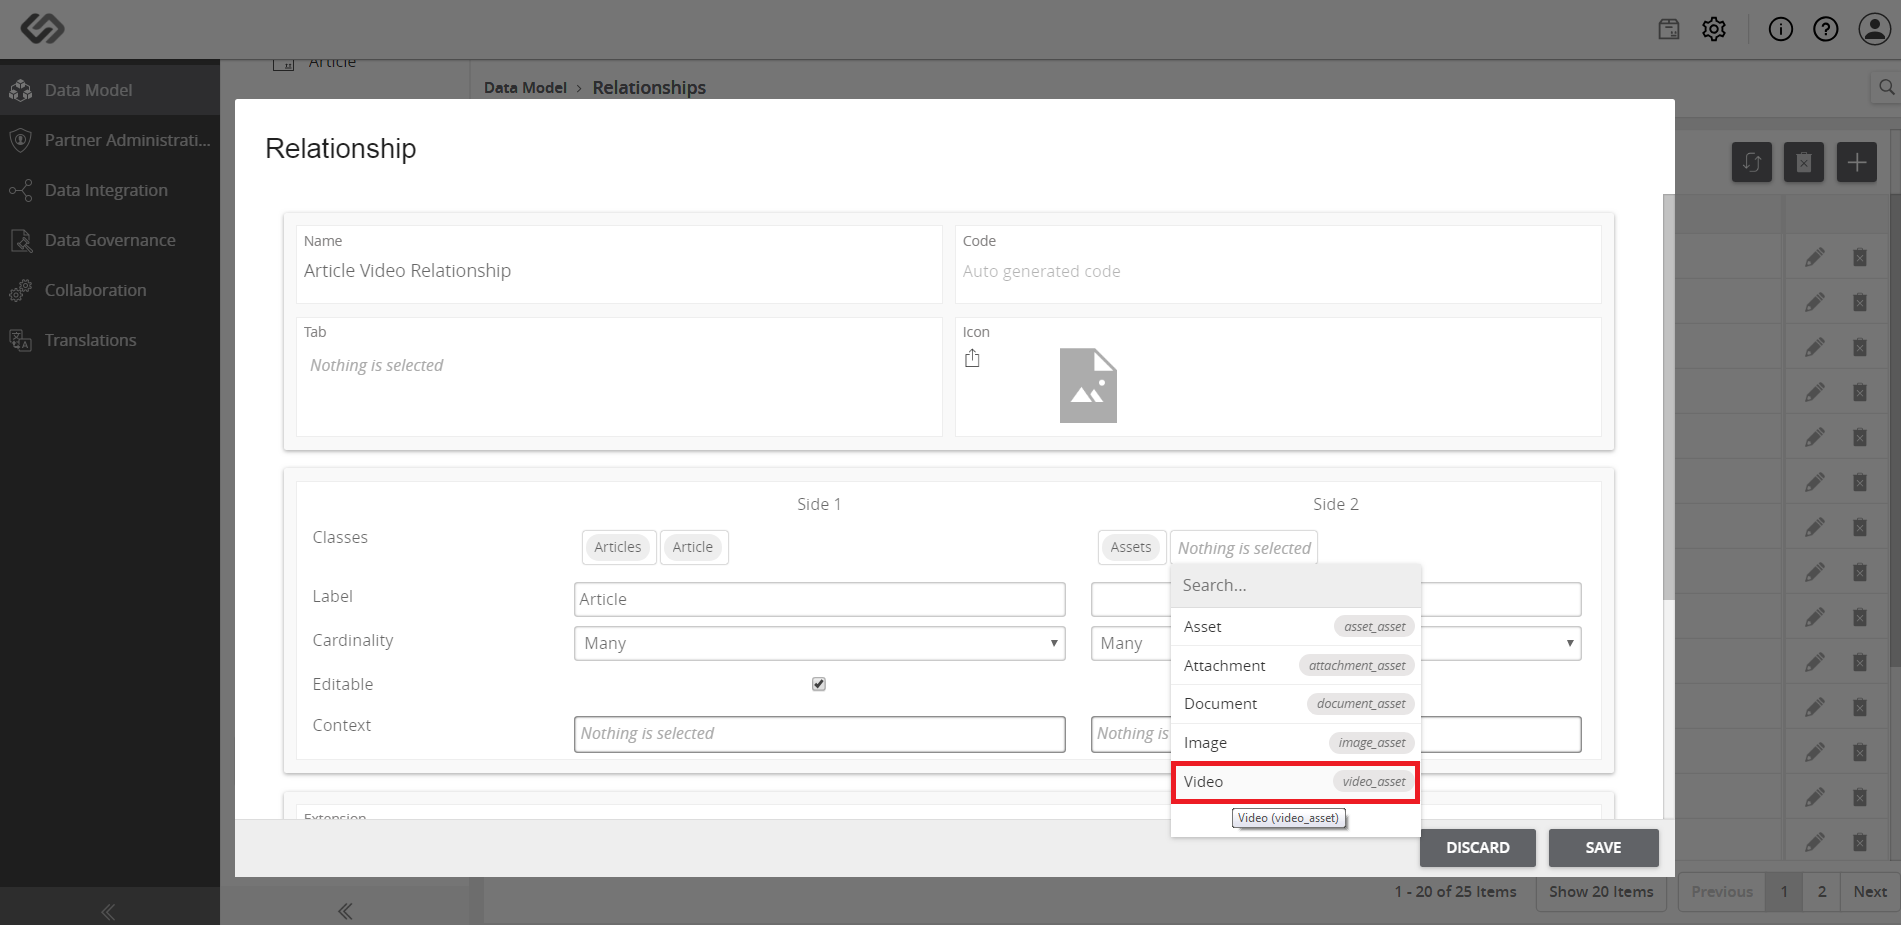 Article
Data Model
Partner Administrati...
Data Integration
Data Governance
Collaboration
Translations
Data Model > Relationships
Relationship
Name
Article Video Relationship
Code
Auto generated code
Tab
Nothing is selected
Icon
Side 1
Side 2
Classes
Articles Article
Assets Nothing is selected
Search...
Label
Article
Asset asset_asset
Cardinality
Many
Many
Attachment attachment_asset
Editable
Document document_asset
Context
Nothing is selected
Nothing is
Image image_asset
Video video_asset
Video (video_asset)
Extension
DISCARD
SAVE
1 - 20 of 25 Items
Show 20 Items
Previous 1 2 Next